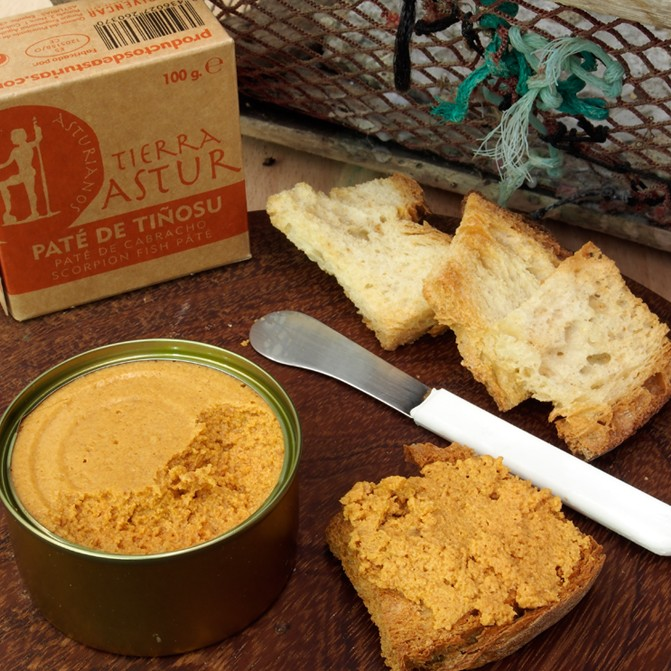 productosdeasturias.com
100 g. e
ASTURIANOS
TIERRA
ASTUR
PATÉ DE TIÑOSU
PATÉ DE CABRACHO
SCORPION FISH PÂTÉ